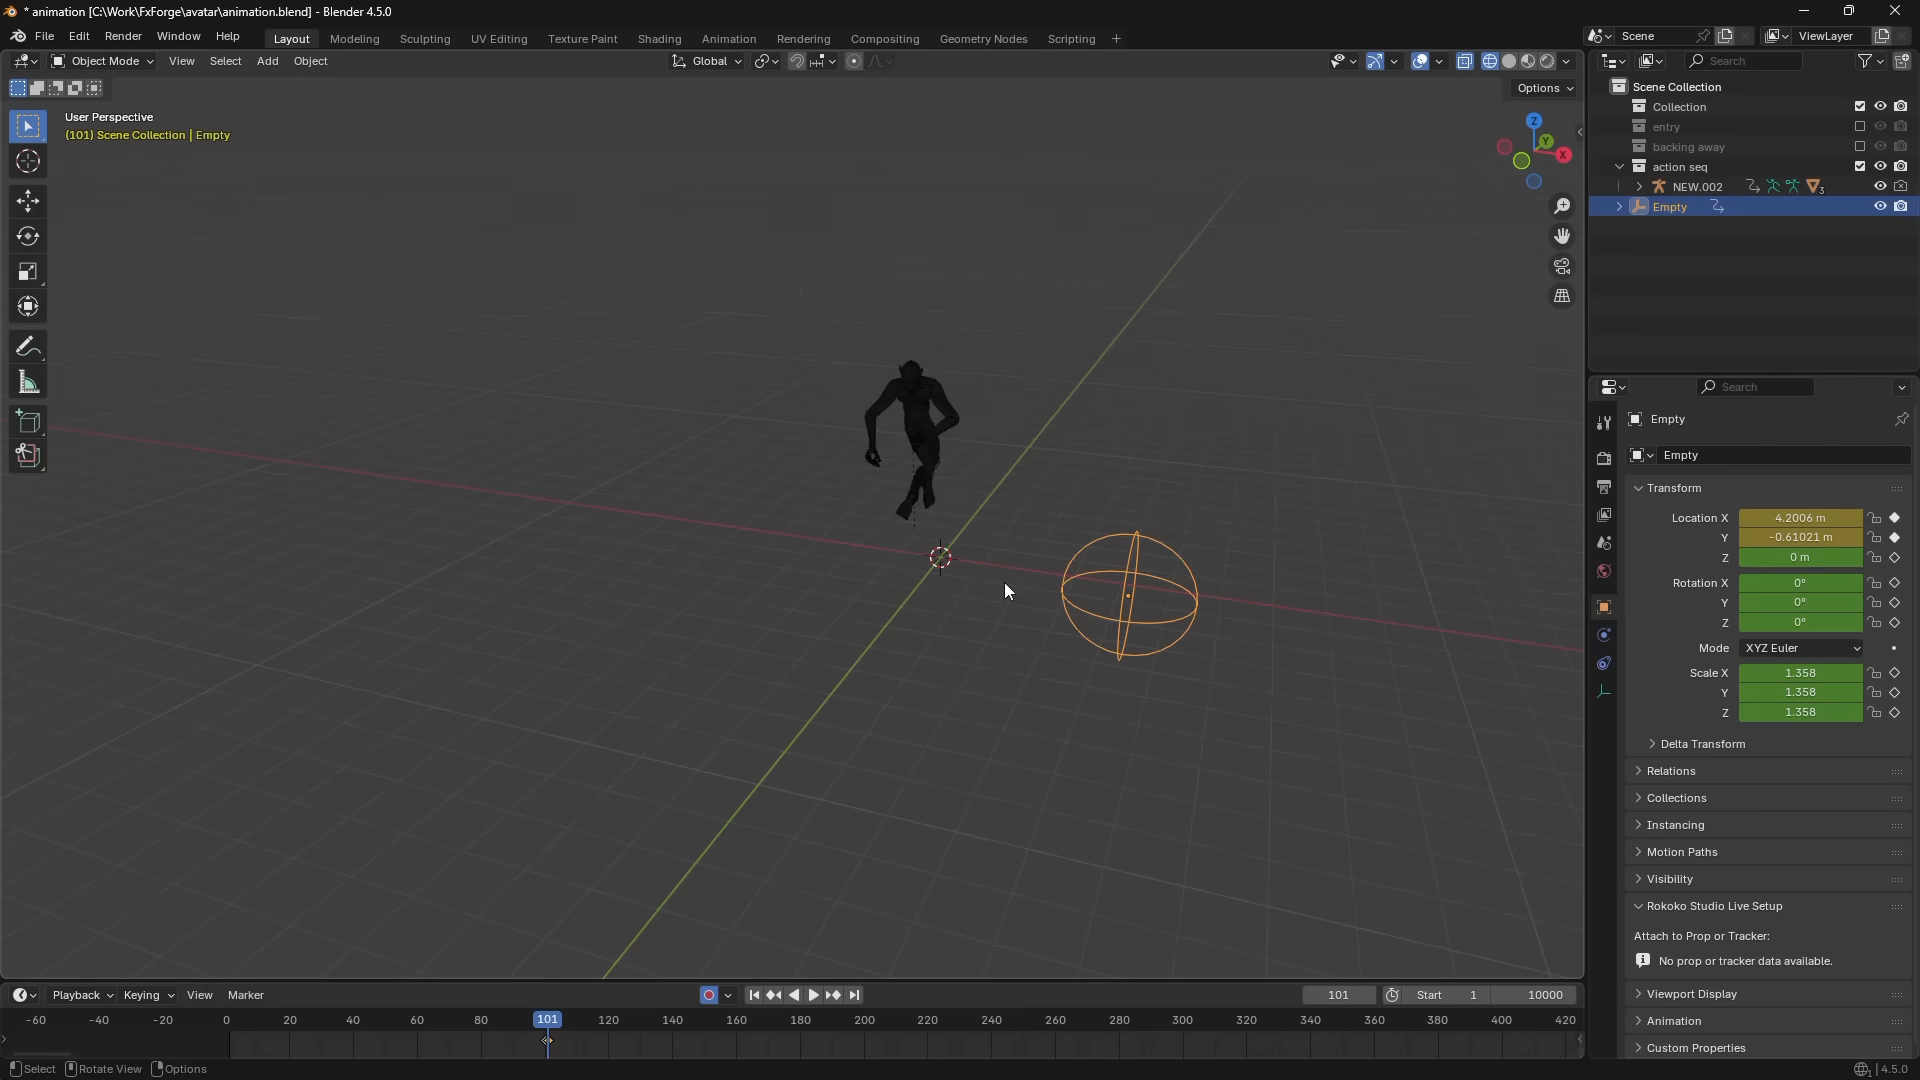 * animation [C:\Work\FxForge\avatar\animation.blend] - Blender 4.5.0
File Edit Render Window Help Layout Modeling Sculpting UV Editing Texture Paint Shading Animation Rendering Compositing Geometry Nodes Scripting + Scene ViewLayer
Object Mode View Select Add Object Global Search
Options
User Perspective
(101) Scene Collection | Empty
Z
Y
X
Scene Collection
Collection
entry
backing away
action seq
NEW.002 3
Empty
Search
Empty
Empty
Transform
Location X 4.2006 m
Y -0.61021 m
Z 0 m
Rotation X 0°
Y 0°
Z 0°
Mode XYZ Euler
Scale X 1.358
Y 1.358
Z 1.358
Delta Transform
Relations
Collections
Instancing
Motion Paths
Visibility
Rokoko Studio Live Setup
Attach to Prop or Tracker:
No prop or tracker data available.
Viewport Display
Animation
Custom Properties
Playback Keying View Marker 101 Start 1 10000
-60 -40 -20 0 20 40 60 80 101 120 140 160 180 200 220 240 260 280 300 320 340 360 380 400 420
Select Rotate View Options 4.5.0